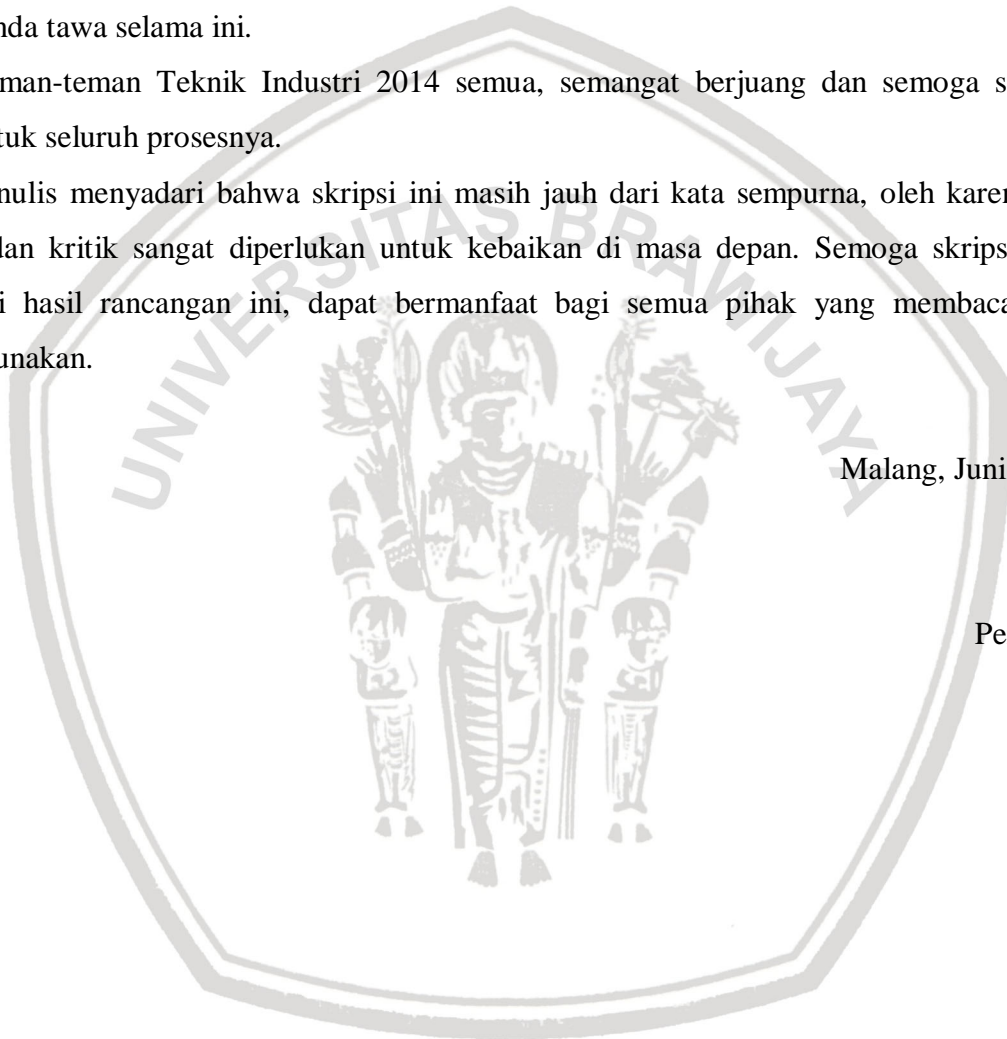 nda tawa selama ini.
man-teman Teknik Industri 2014 semua, semangat berjuang dan semoga s
tuk seluruh prosesnya.
nulis menyadari bahwa skripsi ini masih jauh dari kata sempurna, oleh karen
dan kritik sangat diperlukan untuk kebaikan di masa depan. Semoga skrips
i hasil rancangan ini, dapat bermanfaat bagi semua pihak yang membaca
unakan.
UNIVERSITAS BRAWIJAYA
Malang, Juni
Pe